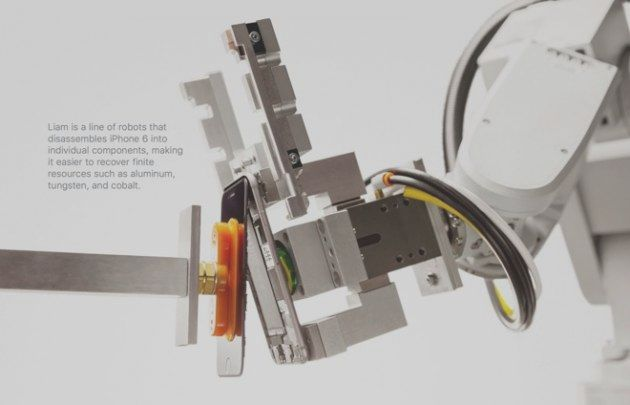 Liam is a line of robots that
disassembles iPhone 6 into
individual components, making
it easier to recover finite
resources such as aluminum,
tungsten, and cobalt.